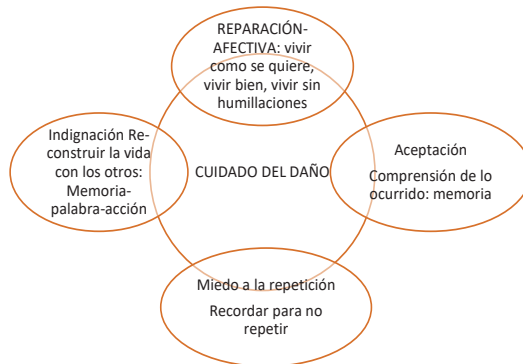 REPARACIÓN-
AFECTIVA: vivir
como se quiere,
vivir bien, vivir sin
humillaciones
Indignación Re-
construir la vida
con los otros:
Memoria-
palabra-acción
CUIDADO DEL DAÑO
Aceptación
Comprensión de lo
ocurrido: memoria
Miedo a la repetición
Recordar para no
repetir